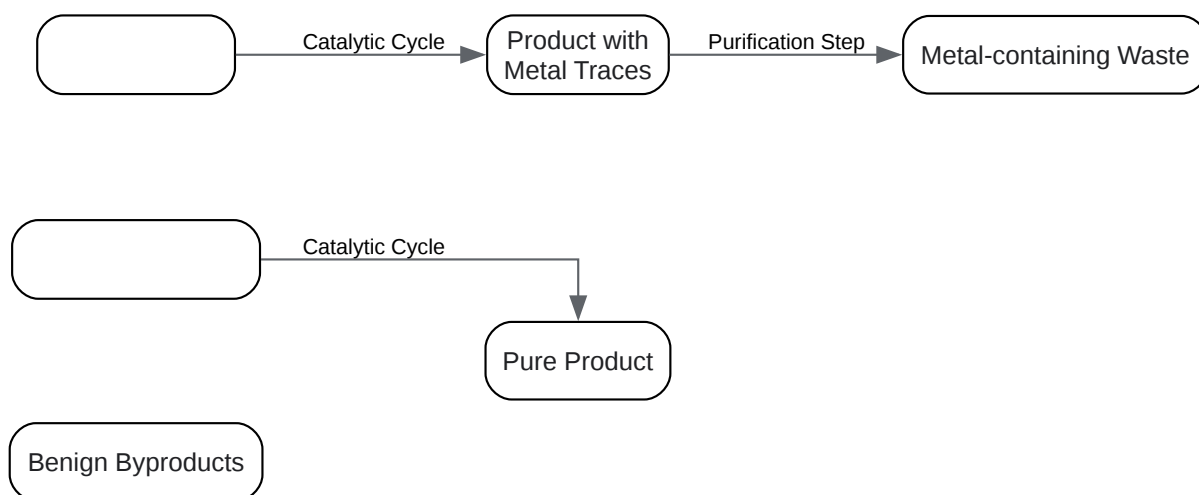 Catalytic Cycle
Product with
Metal Traces
Purification Step
Metal-containing Waste
Catalytic Cycle
Pure Product
Benign Byproducts